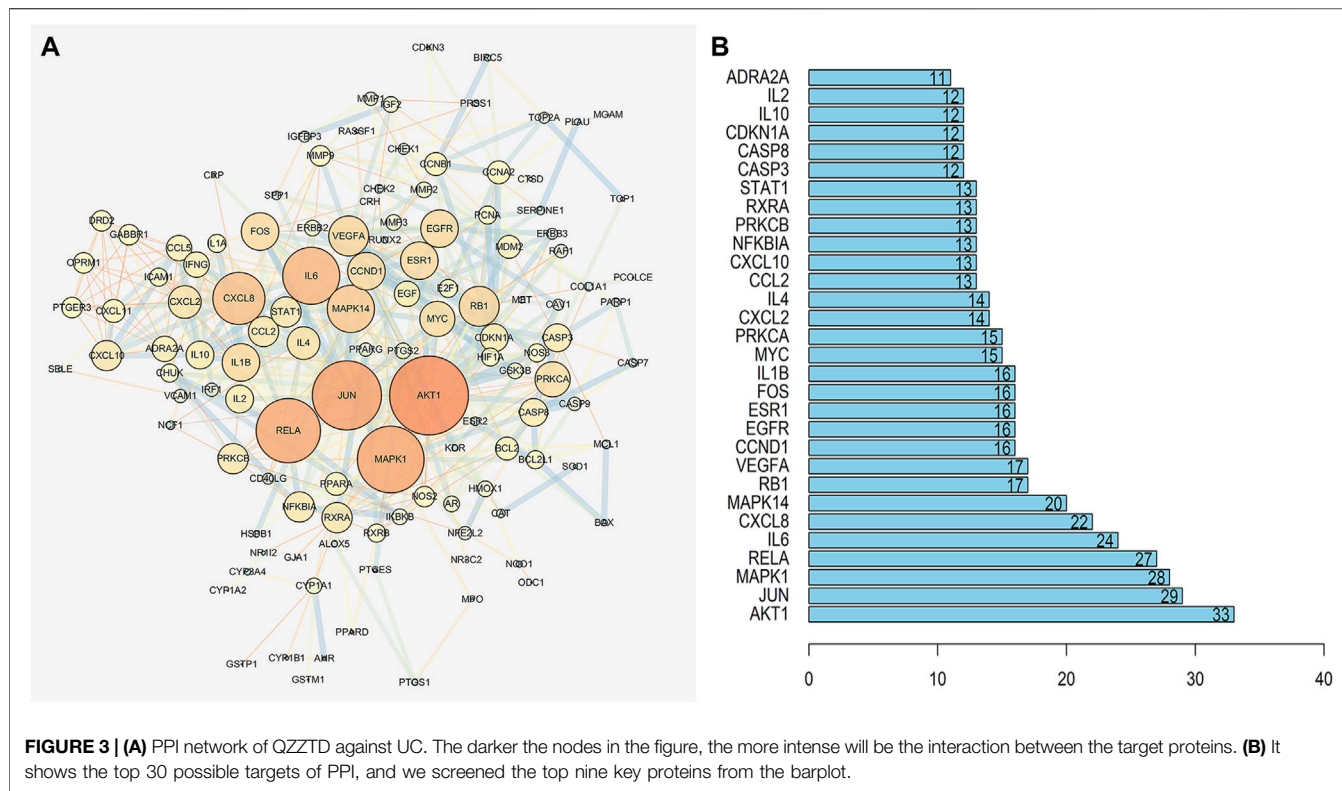 A
CDKN3
BIRC5
MMP1
IGF2
PRSS1
TOP2A
PLAU
MGAM
IGFBP3
RASSF1
MMP9
CHEK1
CCNB1
CCNA2
CTSD
CRP
SPP1
CHEK2
MMP2
CRH
TOP1
DRD2
GABBR1
FOS
ERBB2
VEGFA
RUNX2
MMP3
EGFR
PCNA
SERPINE1
ERBB3
CCL5
IL1A
MDM2
RAF1
OPRM1
IFNG
ICAM1
IL6
CCND1
ESR1
PCOLCE
COL1A1
PTGER3
CXCL11
CXCL2
CXCL8
STAT1
MAPK14
EGF
E2F1
RB1
MET
CAV1
PARP1
CCL2
MYC
CXCL10
ADRA2A
IL10
IL4
PPARG
PTGS2
CDKN1A
CASP3
HIF1A
NOS3
SQLE
CHUK
IL1B
GSK3B
CASP7
PRKCA
VCAM1
IRF1
IL2
JUN
AKT1
CASP8
CASP9
NCF1
RELA
ESR2
MAPK1
KDR
BCL2
BCL2L1
MCL1
PRKCB
CD40LG
SOD1
PPARA
NOS2
HMOX1
NFKBIA
RXRA
IKBKB
AR
CAT
BAX
HSPB1
RXRB
NFE2L2
ALOX5
NR1I2
GJA1
NR3C2
NQO1
CYP3A4
PTGES
ODC1
CYP1A2
CYP1A1
MPO
PPARD
GSTP1
CYP1B1
AHR
GSTM1
PTGS1
B
ADRA2A 11
IL2 12
IL10 12
CDKN1A 12
CASP8 12
CASP3 12
STAT1 13
RXRA 13
PRKCB 13
NFKBIA 13
CXCL10 13
CCL2 13
IL4 14
CXCL2 14
PRKCA 15
MYC 15
IL1B 16
FOS 16
ESR1 16
EGFR 16
CCND1 16
VEGFA 17
RB1 17
MAPK14 20
CXCL8 22
IL6 24
RELA 27
MAPK1 28
JUN 29
AKT1 33
0 10 20 30 40
FIGURE 3 | (A) PPI network of QZZTD against UC. The darker the nodes in the figure, the more intense will be the interaction between the target proteins. (B) It
shows the top 30 possible targets of PPI, and we screened the top nine key proteins from the barplot.